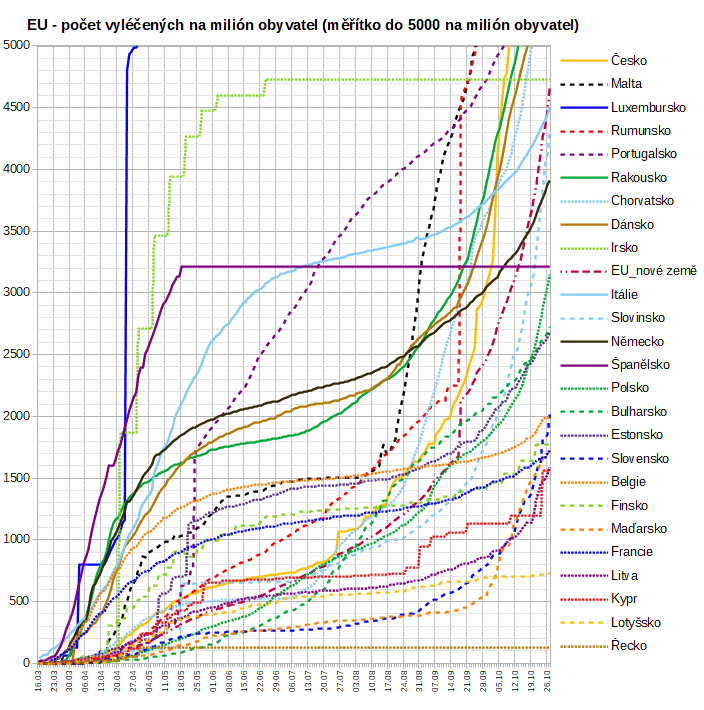 EU - počet vyléčených na milión obyvatel (měřítko do 5000 na milión obyvatel)
5000
4500
4000
3500
3000
2500
2000
1500
1000
500
0
16.03
23.03
30.03
06.04
13.04
20.04
27.04
04.05
11.05
18.05
25.05
01.06
08.06
15.06
22.06
29.06
06.07
13.07
20.07
27.07
03.08
10.08
17.08
24.08
31.08
07.09
14.09
21.09
28.09
05.10
12.10
19.10
26.10
Česko
Malta
Luxembursko
Rumunsko
Portugalsko
Rakousko
Chorvatsko
Dánsko
Irsko
EU_nové země
Itálie
Slovinsko
Německo
Španělsko
Polsko
Bulharsko
Estonsko
Slovensko
Belgie
Finsko
Maďarsko
Francie
Litva
Kypr
Lotyšsko
Řecko